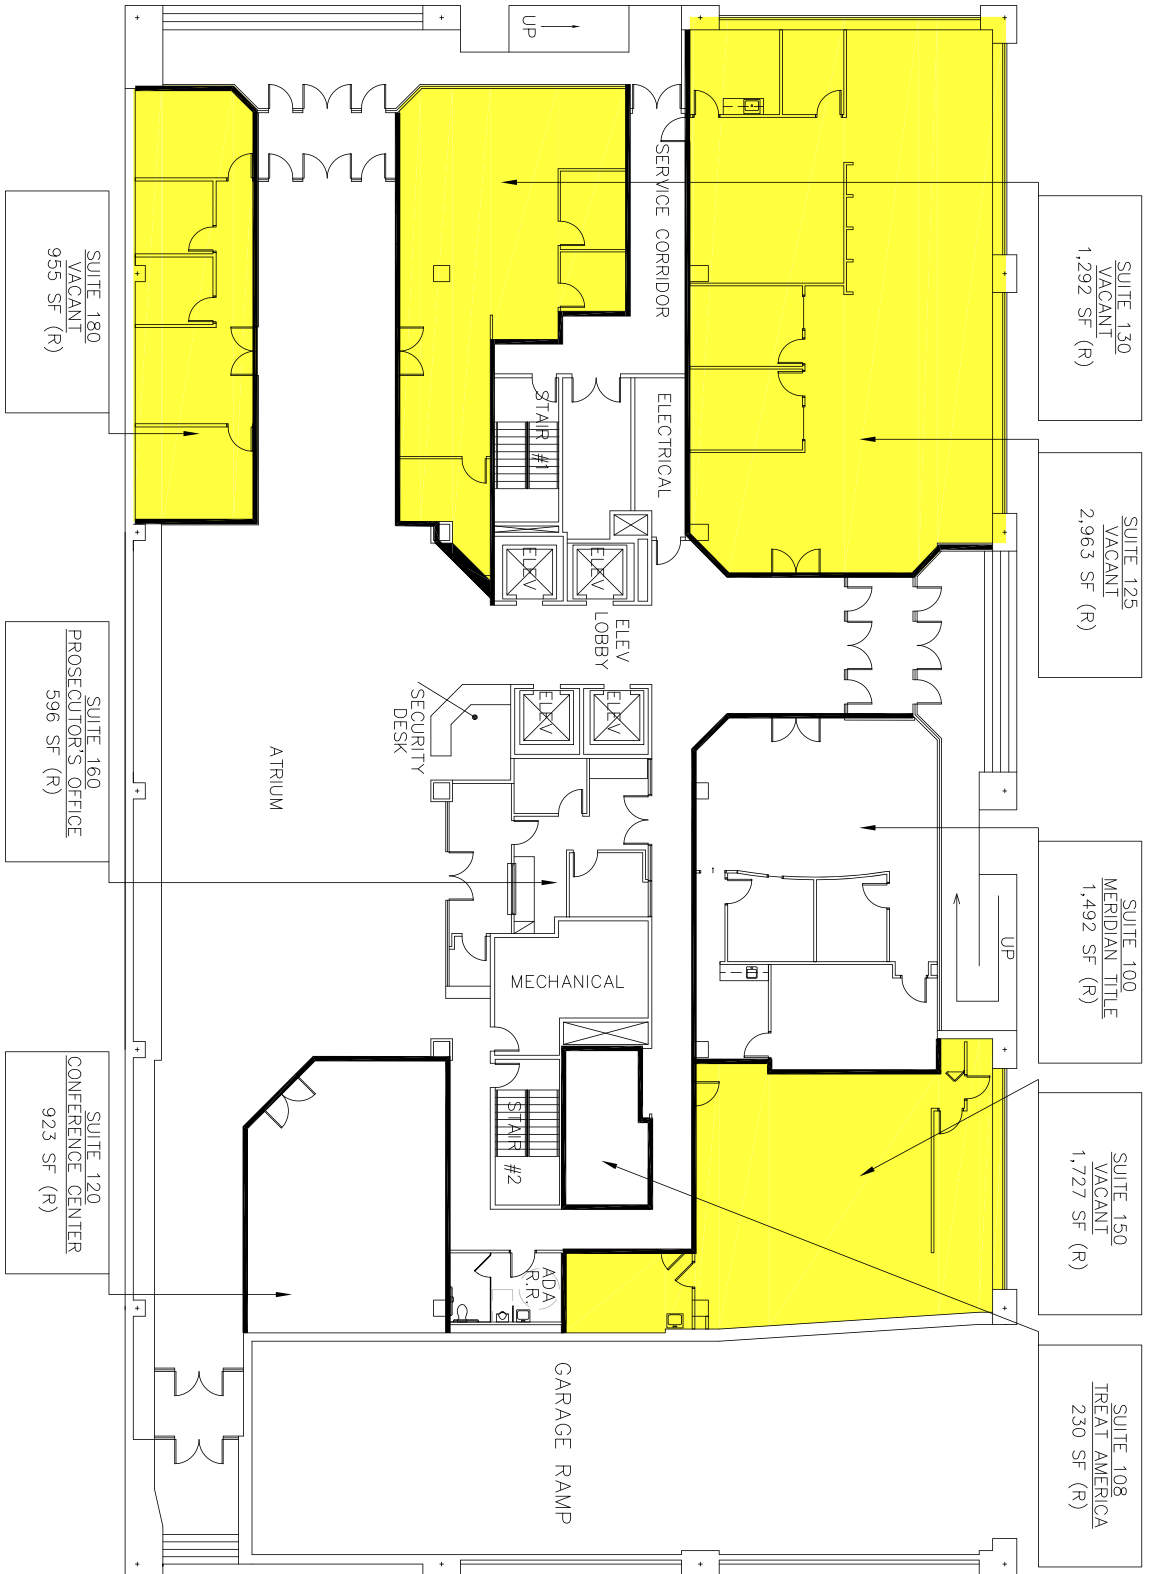 SUITE 130
VACANT
1,292 SF (R)
SUITE 125
VACANT
2,963 SF (R)
SUITE 100
MERIDIAN TITLE
1,492 SF (R)
SUITE 150
VACANT
1,727 SF (R)
SUITE 108
TREAT AMERICA
230 SF (R)
UP
UP
SERVICE CORRIDOR
ELECTRICAL
STAIR #1
ELEV
ELEV
ELEV
LOBBY
ELEV
ELEV
SECURITY
DESK
ATRIUM
MECHANICAL
STAIR #2
ADA
R.R.
GARAGE RAMP
SUITE 180
VACANT
955 SF (R)
SUITE 160
PROSECUTOR'S OFFICE
596 SF (R)
SUITE 120
CONFERENCE CENTER
923 SF (R)